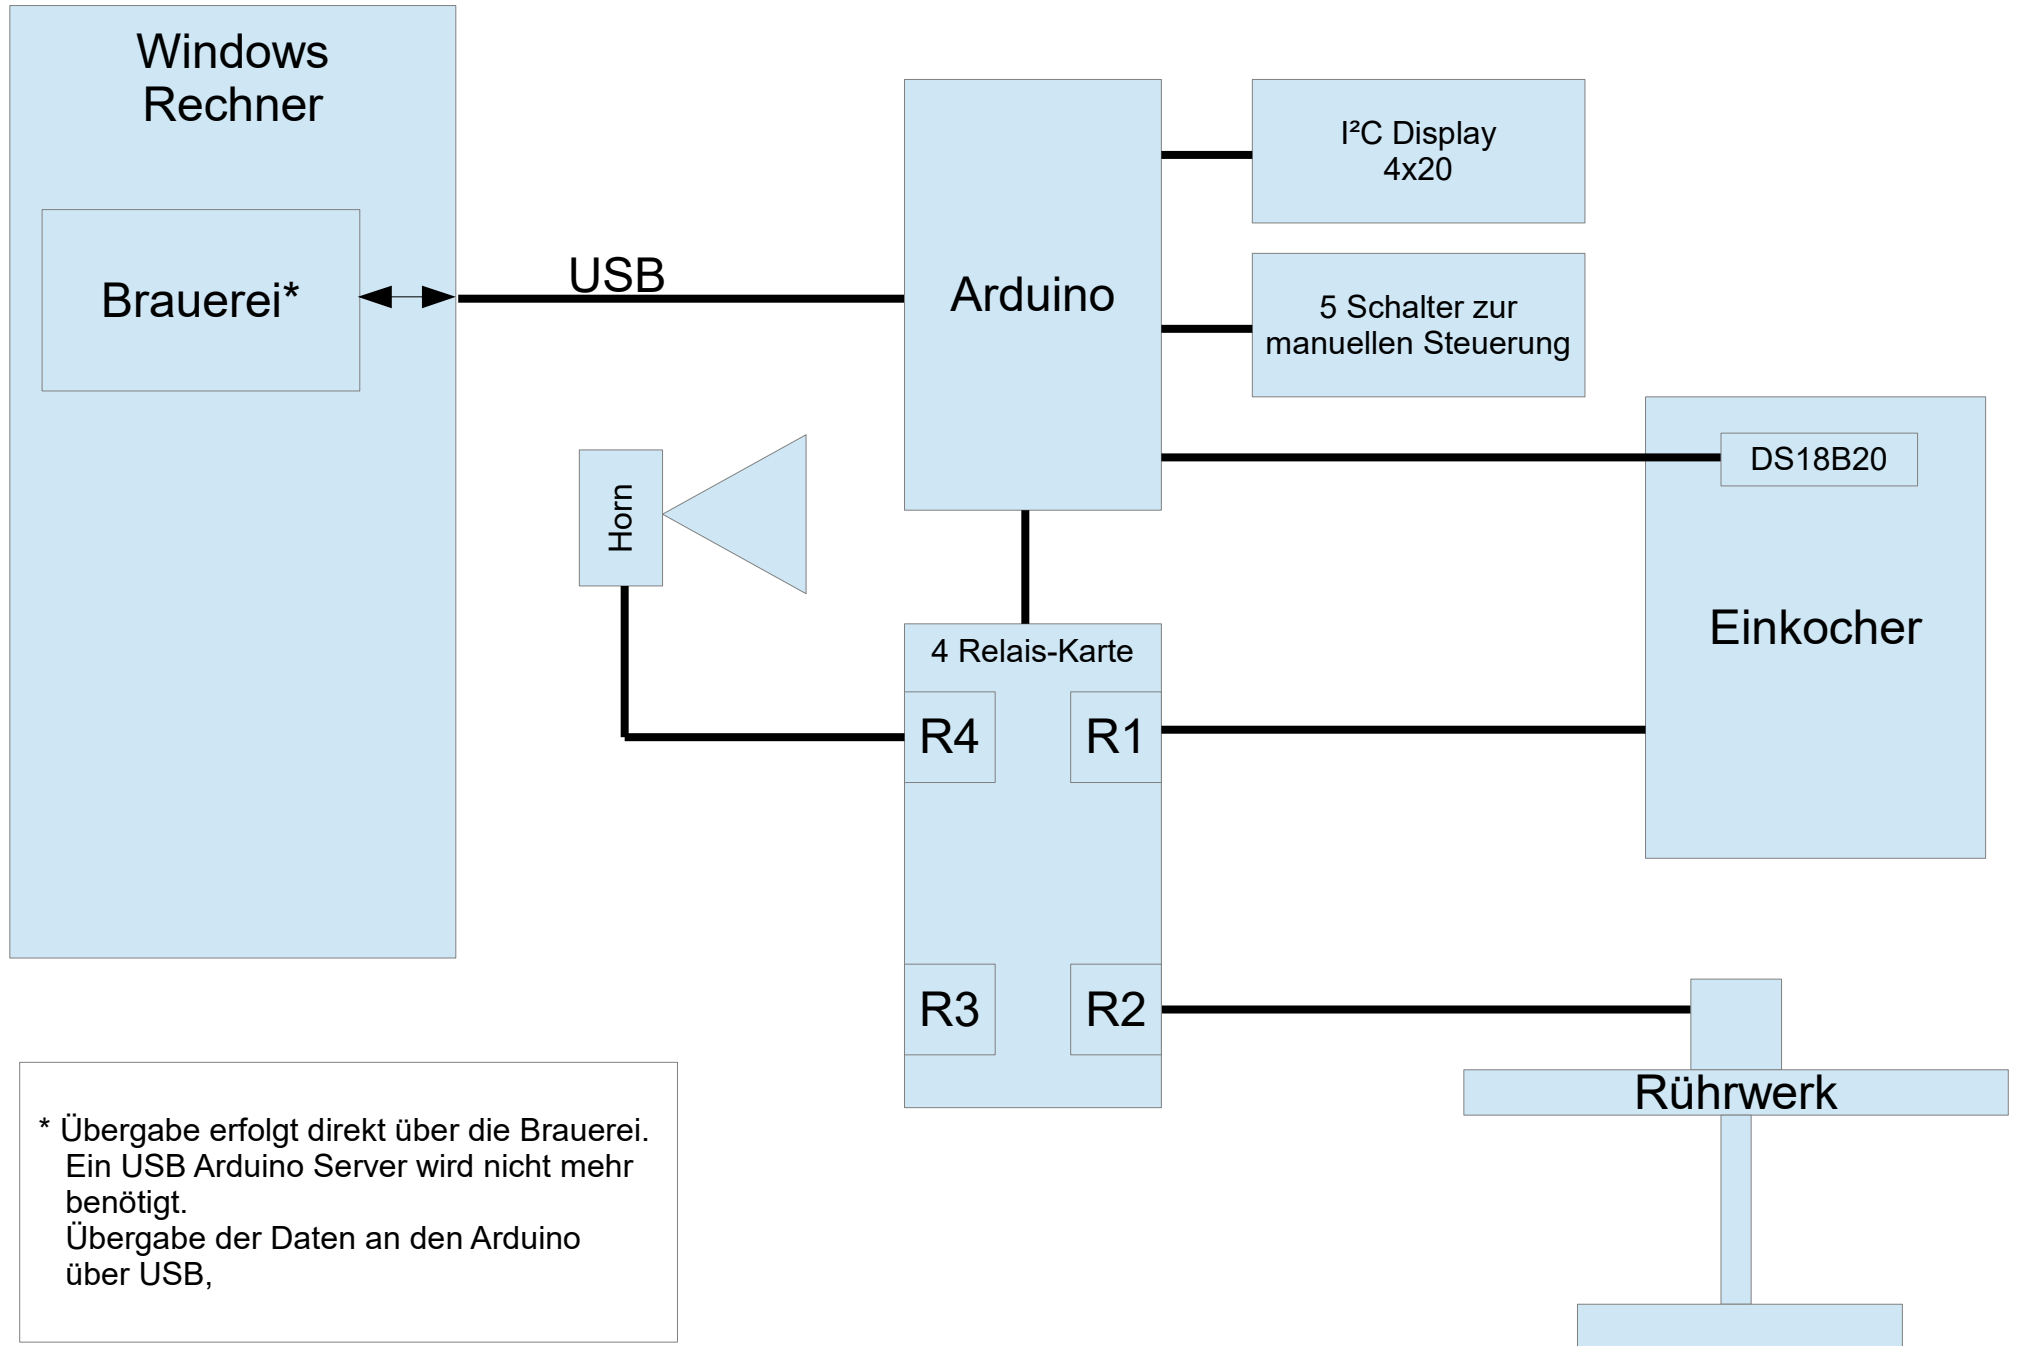 Windows
Rechner
Brauerei*
USB
Arduino
I²C Display
4x20
5 Schalter zur
manuellen Steuerung
DS18B20
Einkocher
Horn
4 Relais-Karte
R4
R1
R3
R2
Rührwerk
* Übergabe erfolgt direkt über die Brauerei.
Ein USB Arduino Server wird nicht mehr
benötigt.
Übergabe der Daten an den Arduino
über USB,